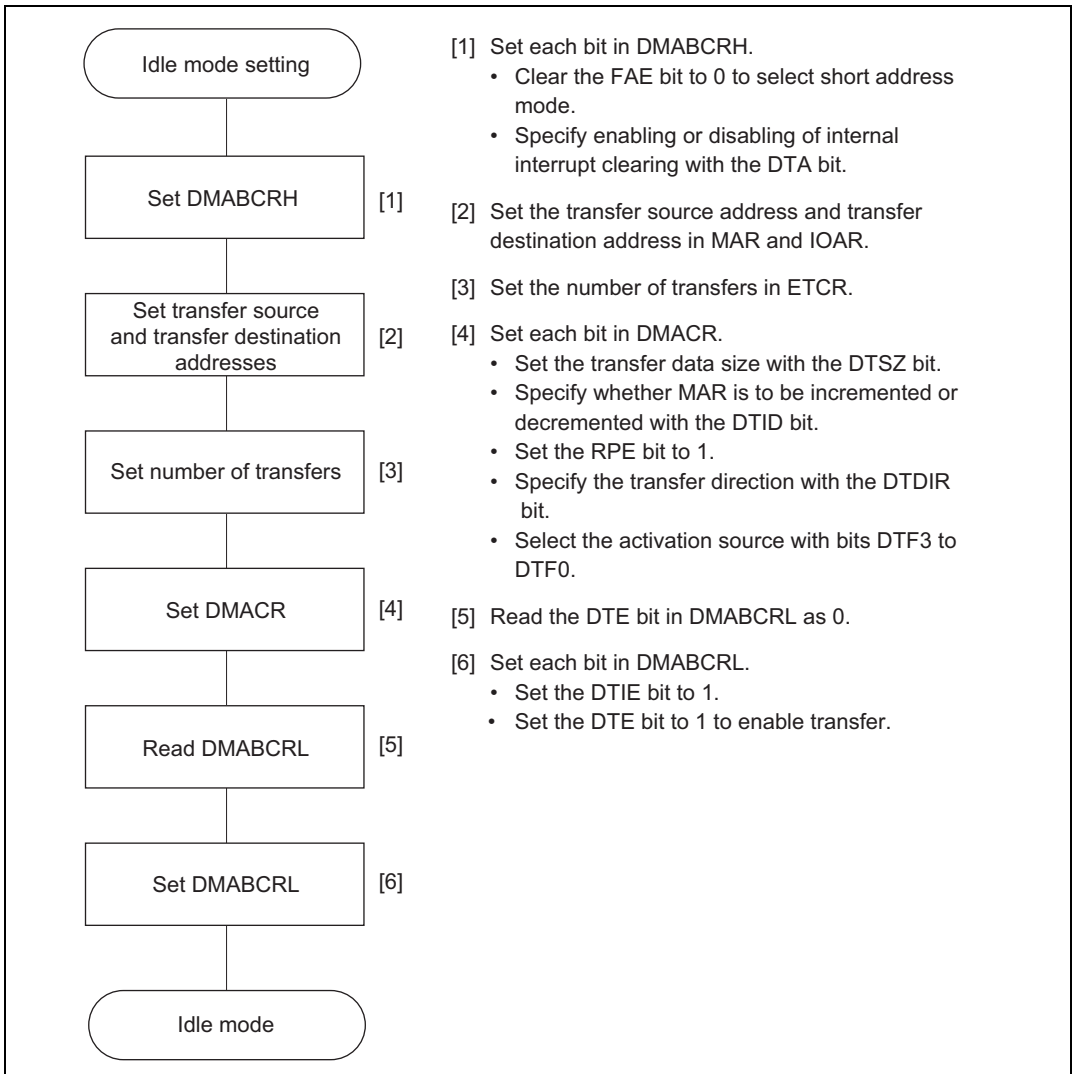 Idle mode setting
Set DMABCRH
[1]
Set transfer source
and transfer destination
addresses
[2]
Set number of transfers
[3]
Set DMACR
[4]
Read DMABCRL
[5]
Set DMABCRL
[6]
Idle mode
[1] Set each bit in DMABCRH.
• Clear the FAE bit to 0 to select short address
mode.
• Specify enabling or disabling of internal
interrupt clearing with the DTA bit.
[2] Set the transfer source address and transfer
destination address in MAR and IOAR.
[3] Set the number of transfers in ETCR.
[4] Set each bit in DMACR.
• Set the transfer data size with the DTSZ bit.
• Specify whether MAR is to be incremented or
decremented with the DTID bit.
• Set the RPE bit to 1.
• Specify the transfer direction with the DTDIR
bit.
• Select the activation source with bits DTF3 to
DTF0.
[5] Read the DTE bit in DMABCRL as 0.
[6] Set each bit in DMABCRL.
• Set the DTIE bit to 1.
• Set the DTE bit to 1 to enable transfer.